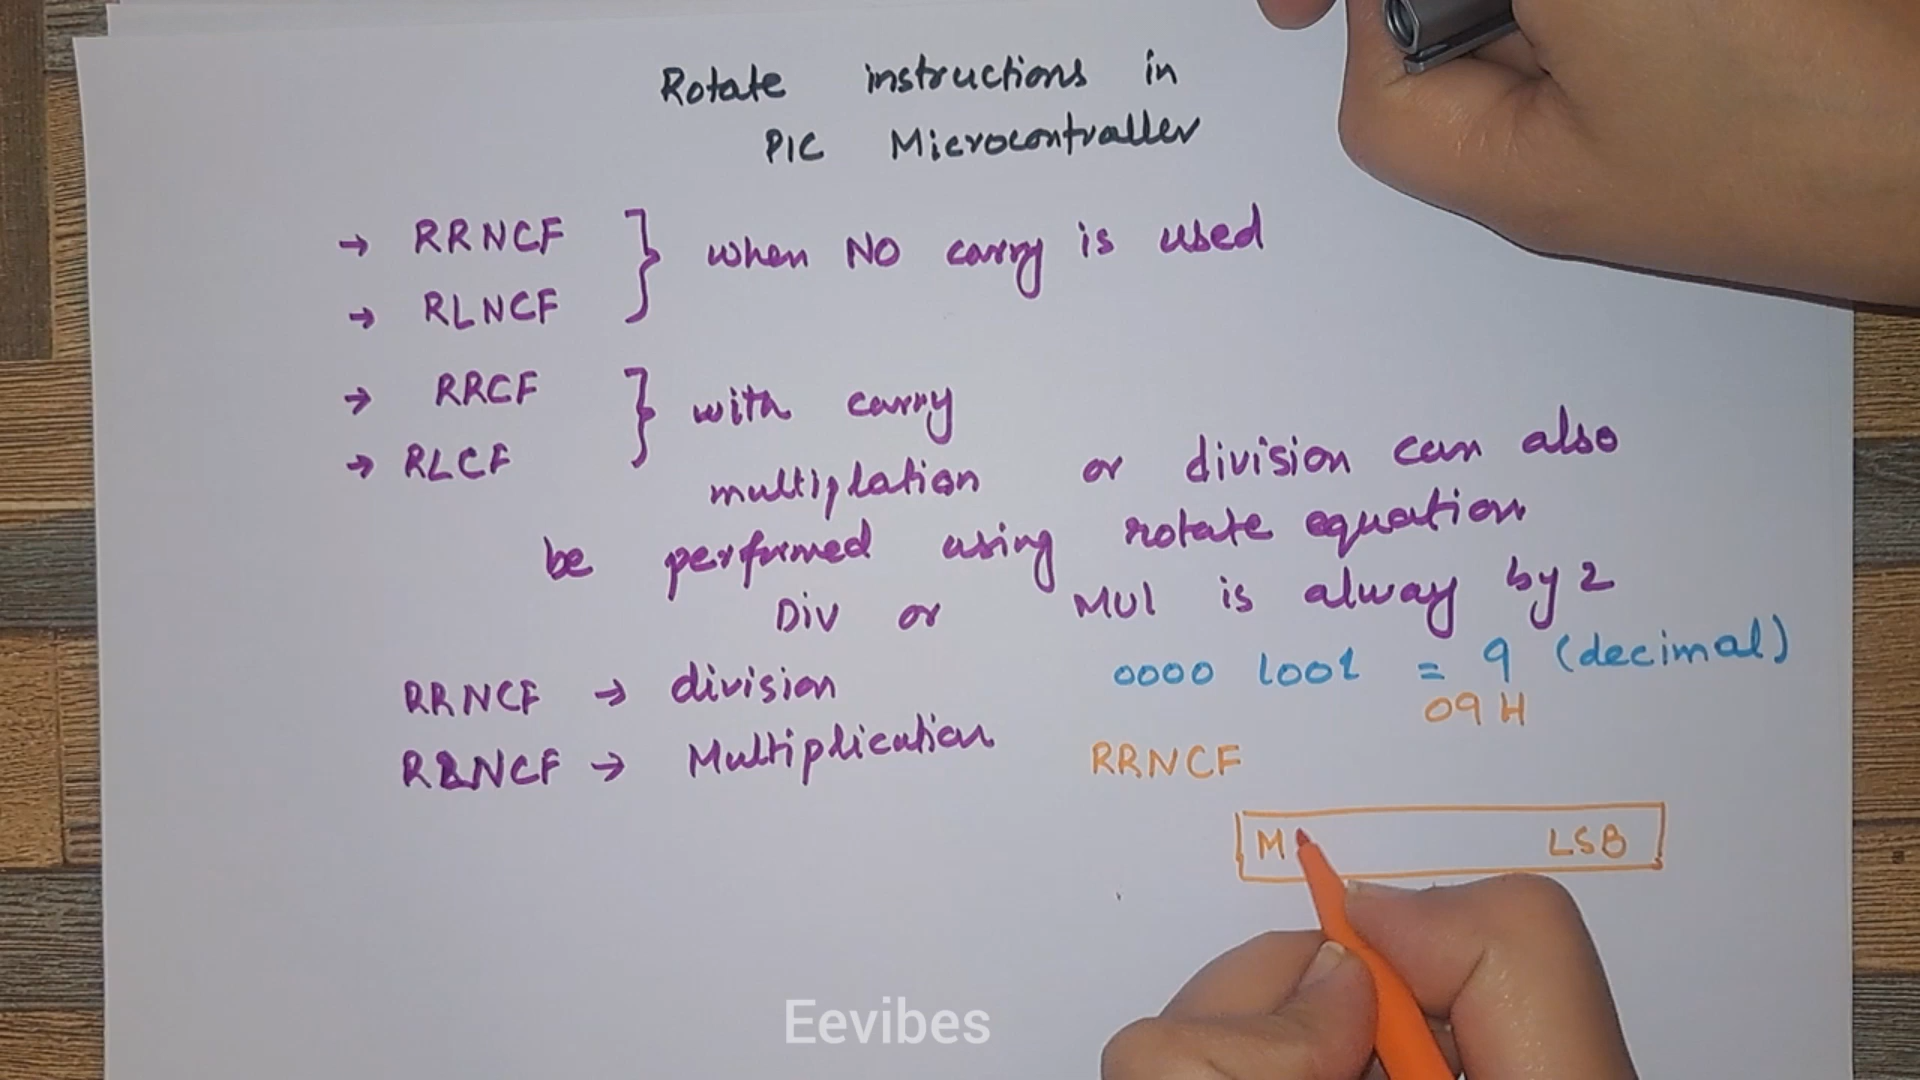 Rotate instructions in
PIC Microcontraller
→ RRNCF
→ RLNCF
} when NO carry is used
→ RRCF
→ RLCF
} with carry
multiplation or division can also
be performed using rotate equation
Div or MUl is alway by 2
RRNCF → division
RLNCF → Multiplication
0000 1001 = 9 (decimal)
09 H
RRNCF
M LSB
Eevibes